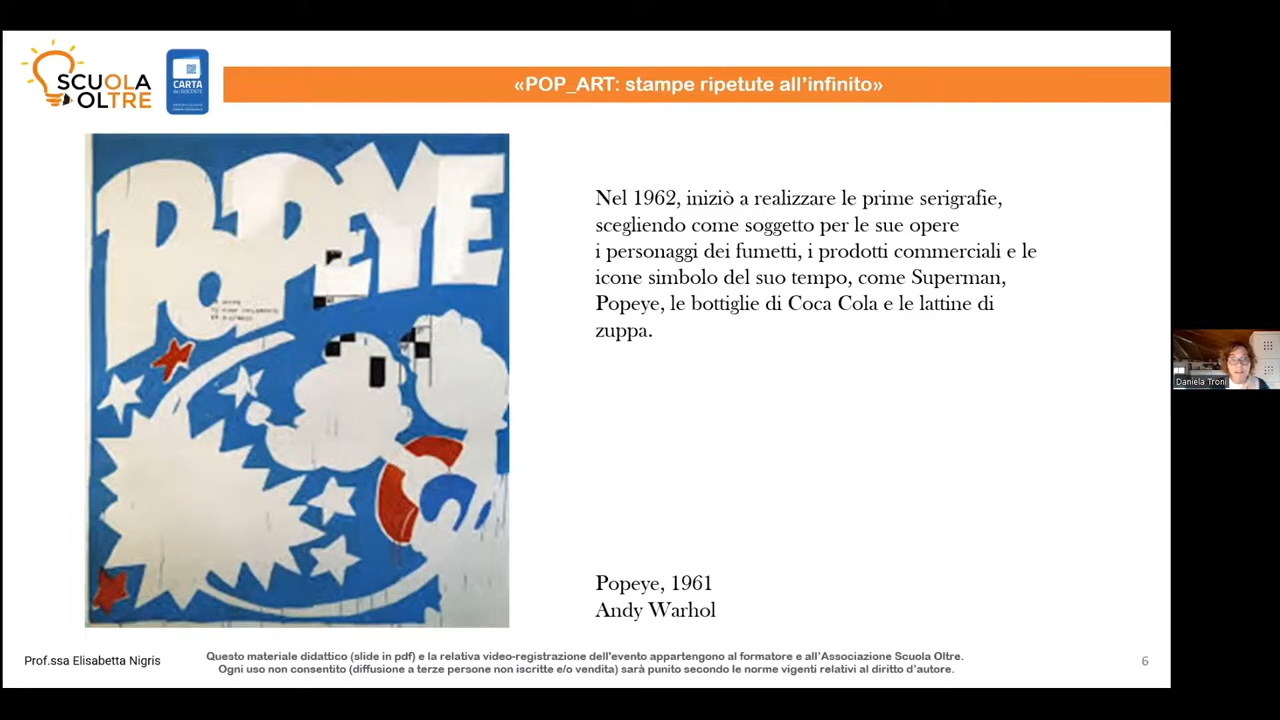 SCUOLA
OLTRE
CARTA
del DOCENTE
«POP_ART: stampe ripetute all'infinito»
POPEYE
Nel 1962, iniziò a realizzare le prime serigrafie,
scegliendo come soggetto per le sue opere
i personaggi dei fumetti, i prodotti commerciali e le
icone simbolo del suo tempo, come Superman,
Popeye, le bottiglie di Coca Cola e le lattine di
zuppa.
Popeye, 1961
Andy Warhol
Daniela Troni
Prof.ssa Elisabetta Nigris
Questo materiale didattico (slide in pdf) e la relativa video-registrazione dell'evento appartengono al formatore e all'Associazione Scuola Oltre.
Ogni uso non consentito (diffusione a terze persone non iscritte e/o vendita) sarà punito secondo le norme vigenti relativi al diritto d'autore.
6